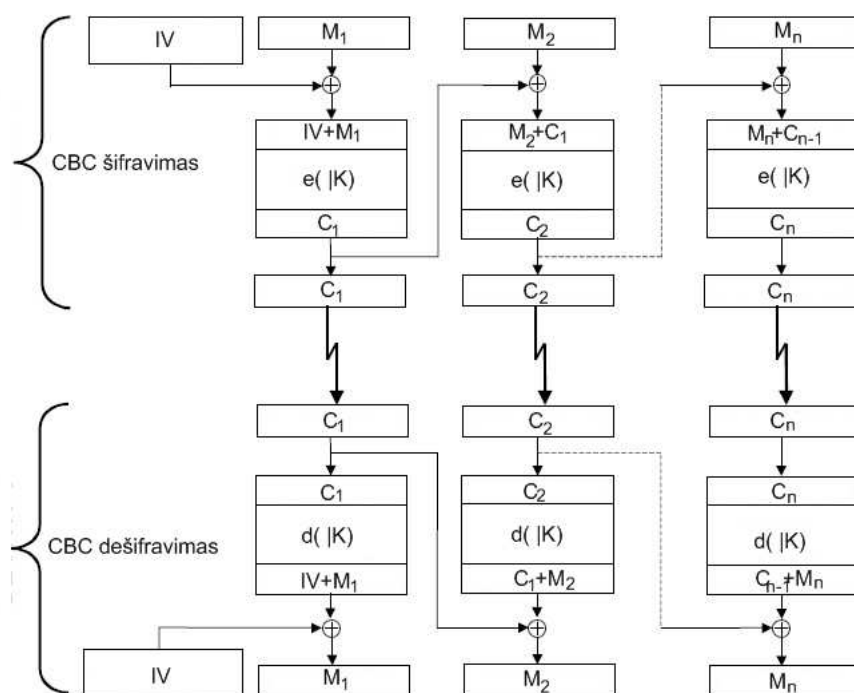 IV M₁ M₂ Mₙ
IV+M₁ M₂+C₁ Mₙ+Cₙ₋₁
CBC šifravimas
e( |K) e( |K) e( |K)
C₁ C₂ Cₙ
C₁ C₂ Cₙ
C₁ C₂ Cₙ
C₁ C₂ Cₙ
d( |K) d( |K) d( |K)
CBC dešifravimas
IV+M₁ C₁+M₂ Cₙ₋₁+Mₙ
IV M₁ M₂ Mₙ